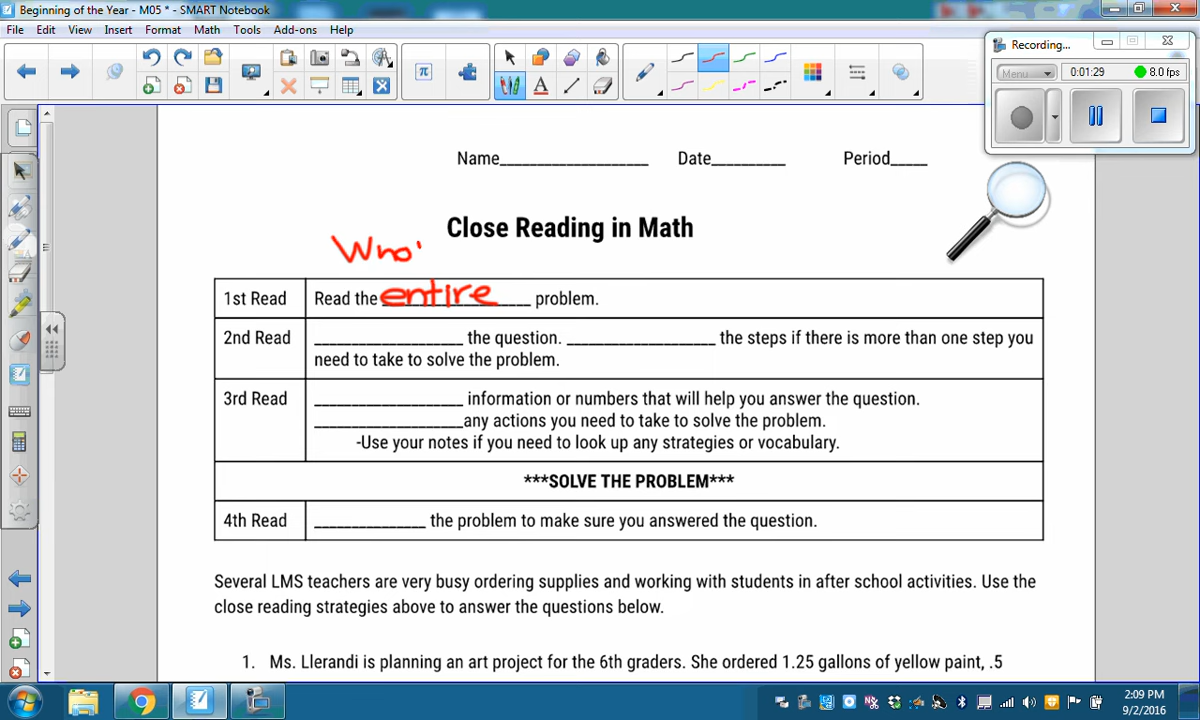 Beginning of the Year - M05 * - SMART Notebook
File Edit View Insert Format Math Tools Add-ons Help
Recording...
Menu 0:01:29 8.0 fps
Name____________________ Date__________ Period_____
Close Reading in Math
Who
1st Read Read the entire problem.
2nd Read ____________________ the question. ____________________ the steps if there is more than one step you
need to take to solve the problem.
3rd Read ____________________ information or numbers that will help you answer the question.
____________________any actions you need to take to solve the problem.
-Use your notes if you need to look up any strategies or vocabulary.
***SOLVE THE PROBLEM***
4th Read _______________ the problem to make sure you answered the question.
Several LMS teachers are very busy ordering supplies and working with students in after school activities. Use the
close reading strategies above to answer the questions below.
1. Ms. Llerandi is planning an art project for the 6th graders. She ordered 1.25 gallons of yellow paint, .5
2:09 PM
9/2/2016